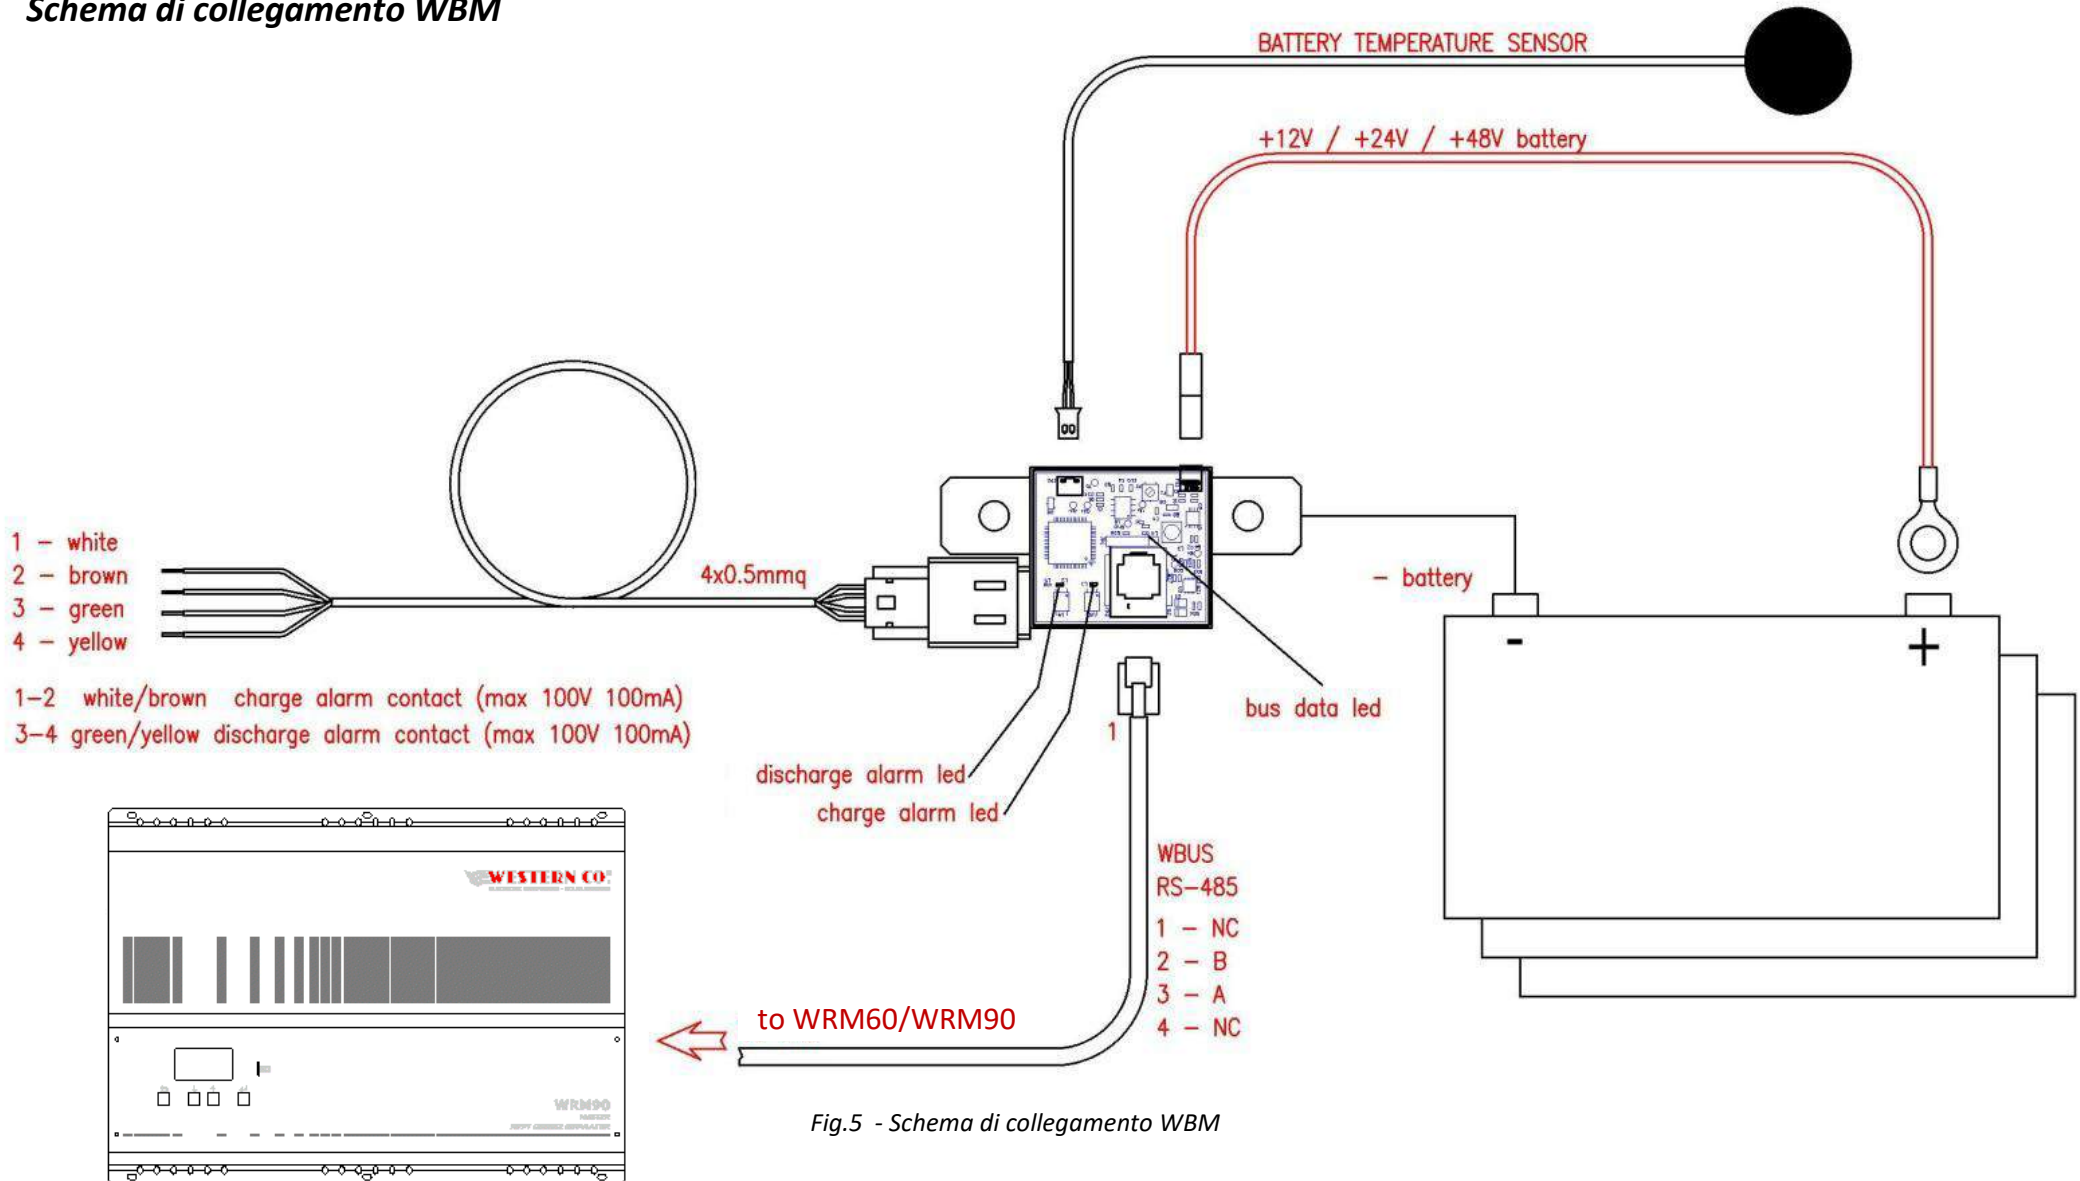 Schema di collegamento WBM
BATTERY TEMPERATURE SENSOR
+12V / +24V / +48V battery
1 - white
2 - brown
3 - green
4 - yellow
4x0.5mmq
1-2 white/brown charge alarm contact (max 100V 100mA)
3-4 green/yellow discharge alarm contact (max 100V 100mA)
- battery
-
+
bus data led
1
discharge alarm led
charge alarm led
WBUS
RS-485
1 - NC
2 - B
3 - A
4 - NC
to WRM60/WRM90
WESTERN CO.
WRM90
Fig.5 - Schema di collegamento WBM